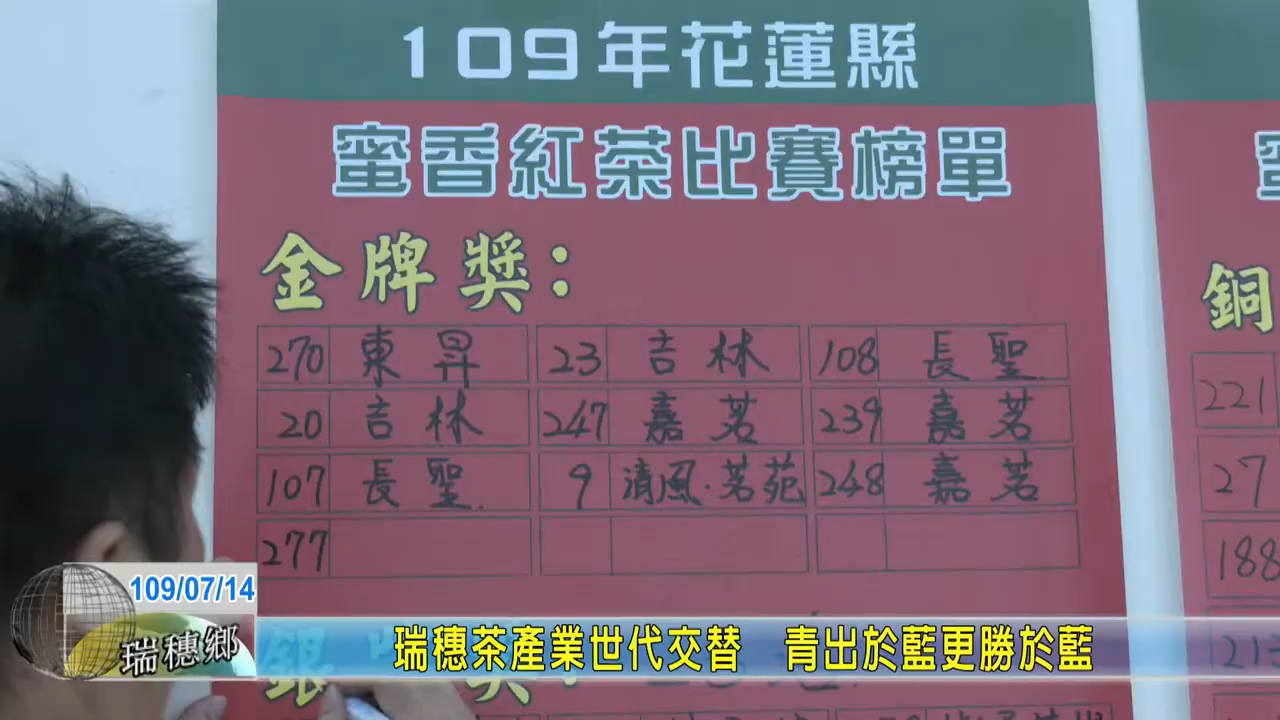 109年花蓮縣
蜜香紅茶比賽榜單
金牌獎：
270 東昇 23 吉林 108 長聖
20 吉林 247 嘉茗 239 嘉茗
107 長聖 9 清風·茗苑 248 嘉茗
277
銀 獎：
銅
221
27
188
109/07/14
瑞穗鄉
瑞穗茶產業世代交替 青出於藍更勝於藍